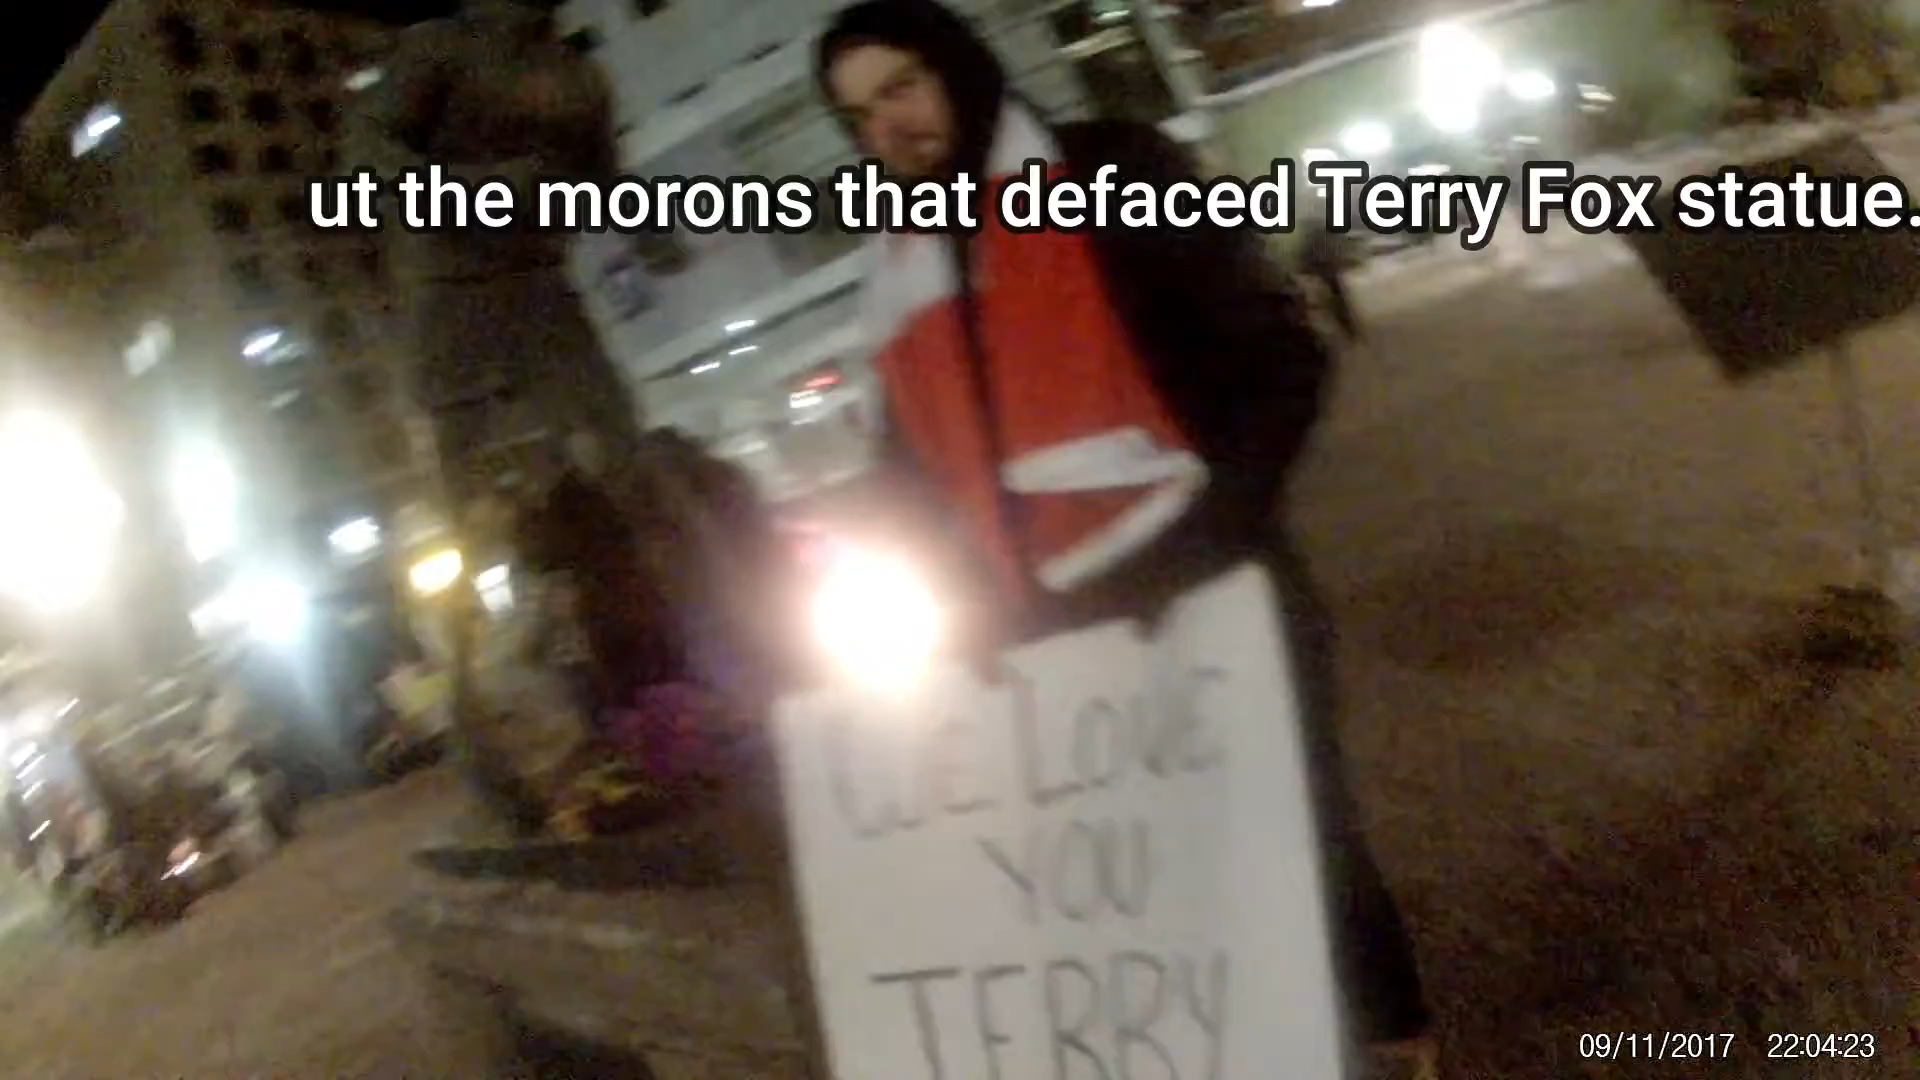 ut the morons that defaced Terry Fox statue.
WE LOVE
YOU
TERRY
09/11/2017 22:04:23